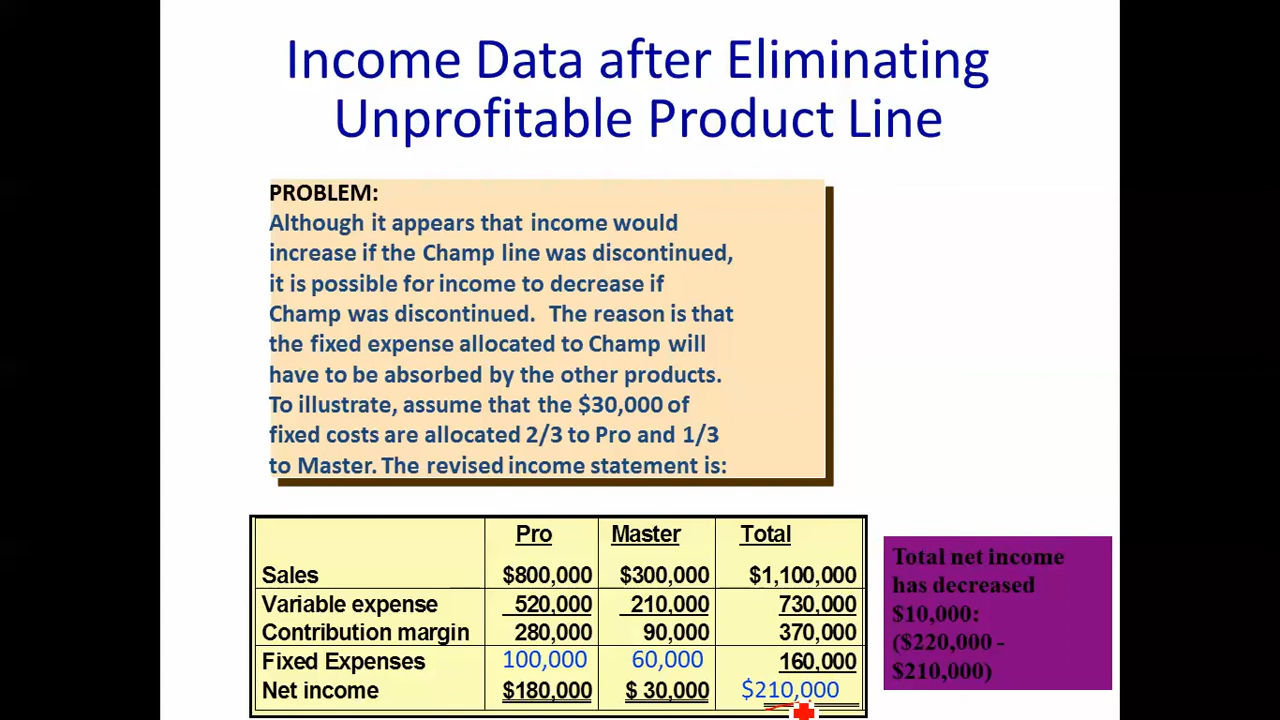 Income Data after Eliminating
Unprofitable Product Line
PROBLEM:
Although it appears that income would
increase if the Champ line was discontinued,
it is possible for income to decrease if
Champ was discontinued.  The reason is that
the fixed expense allocated to Champ will
have to be absorbed by the other products.
To illustrate, assume that the $30,000 of
fixed costs are allocated 2/3 to Pro and 1/3
to Master. The revised income statement is:
Pro Master Total
Sales $800,000 $300,000 $1,100,000
Variable expense 520,000 210,000 730,000
Contribution margin 280,000 90,000 370,000
Fixed Expenses 100,000 60,000 160,000
Net income $180,000 $ 30,000 $210,000
Total net income
has decreased
$10,000:
($220,000 -
$210,000)